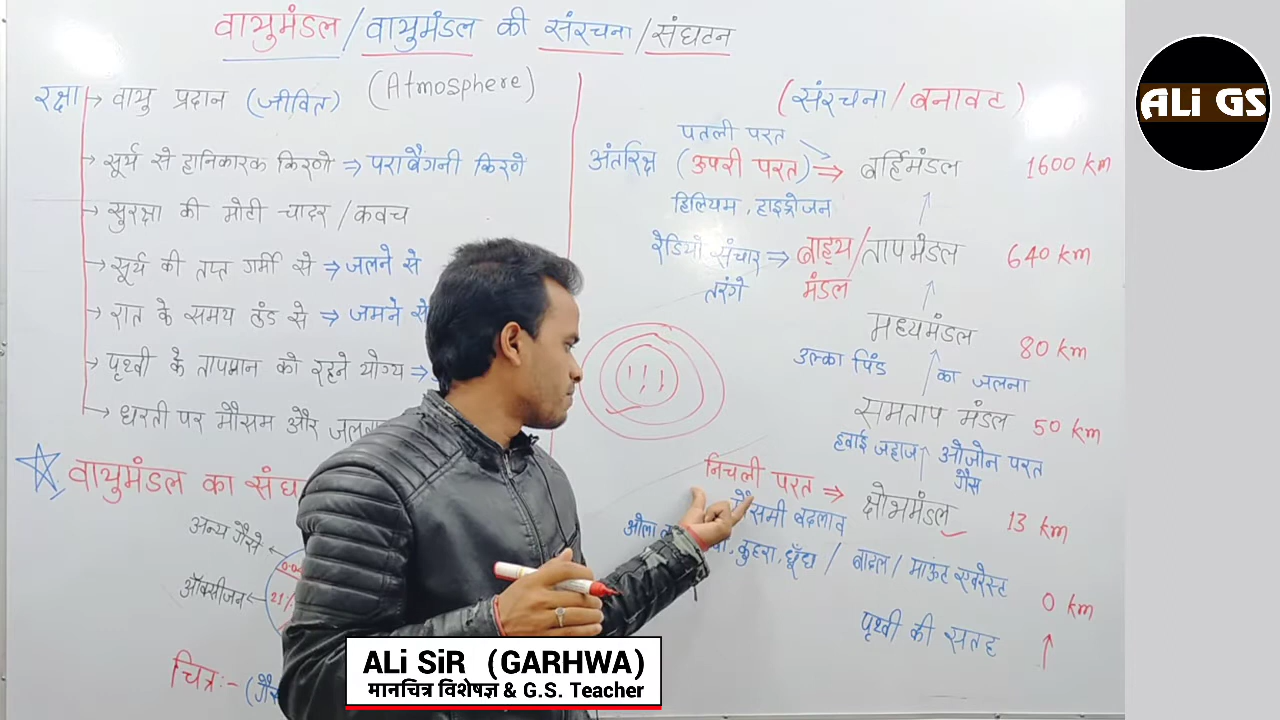 वायुमंडल / वायुमंडल की संरचना / संघटन
(Atmosphere)
रक्षा → वायु प्रदान (जीवित)
→ सूर्य से हानिकारक किरणो ⇒ पराबैंगनी किरणे
→ सुरक्षा की मोटी चादर / कवच
→ सूर्य की तप्त गर्मी से ⇒ जलने से
→ रात के समय ठंड से ⇒ जमने से
→ पृथ्वी के तापमान को रहने योग्य ⇒
→ धरती पर मौसम और
वायुमंडल का
अन्य गैसे
ऑक्सीजन
21
चित्र :-
(संरचना / बनावट)
पतली परत
अंतरिक्ष (ऊपरी परत) ⇒ बर्हिमंडल 1600 km
हिलियम, हाइड्रोजन
रेडियो संचार ⇒ बाह्य / तापमंडल 640 km
तरंगे मंडल
मध्यमंडल 80 km
उल्का पिंड का जलना
समताप मंडल 50 km
हवाई जहाज ओजोन परत
गैस
निचली परत ⇒ क्षोभमंडल 13 km
बदलाव
ओला कुहरा, धूँध / बादल / माऊंट एवरेस्ट
0 km
पृथ्वी की सतह
ALi GS
ALi SiR (GARHWA)
मानचित्र विशेषज्ञ & G.S. Teacher